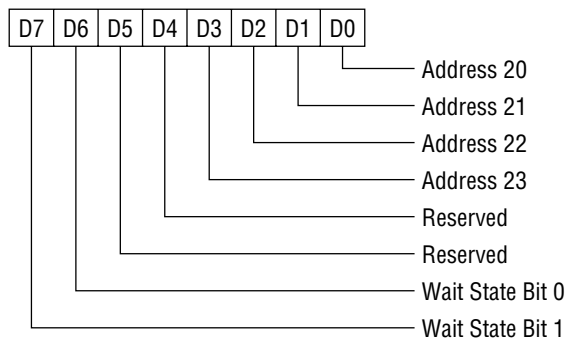 D7 D6 D5 D4 D3 D2 D1 D0
Address 20
Address 21
Address 22
Address 23
Reserved
Reserved
Wait State Bit 0
Wait State Bit 1